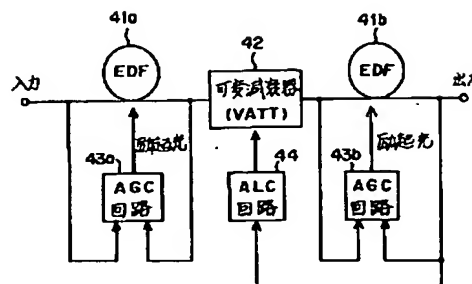 41a
41b
EDF
42
EDF
入力
可変減衰器
(VATT)
出力
励起光
励起光
43a
44
43b
AGC
回路
ALC
回路
AGC
回路